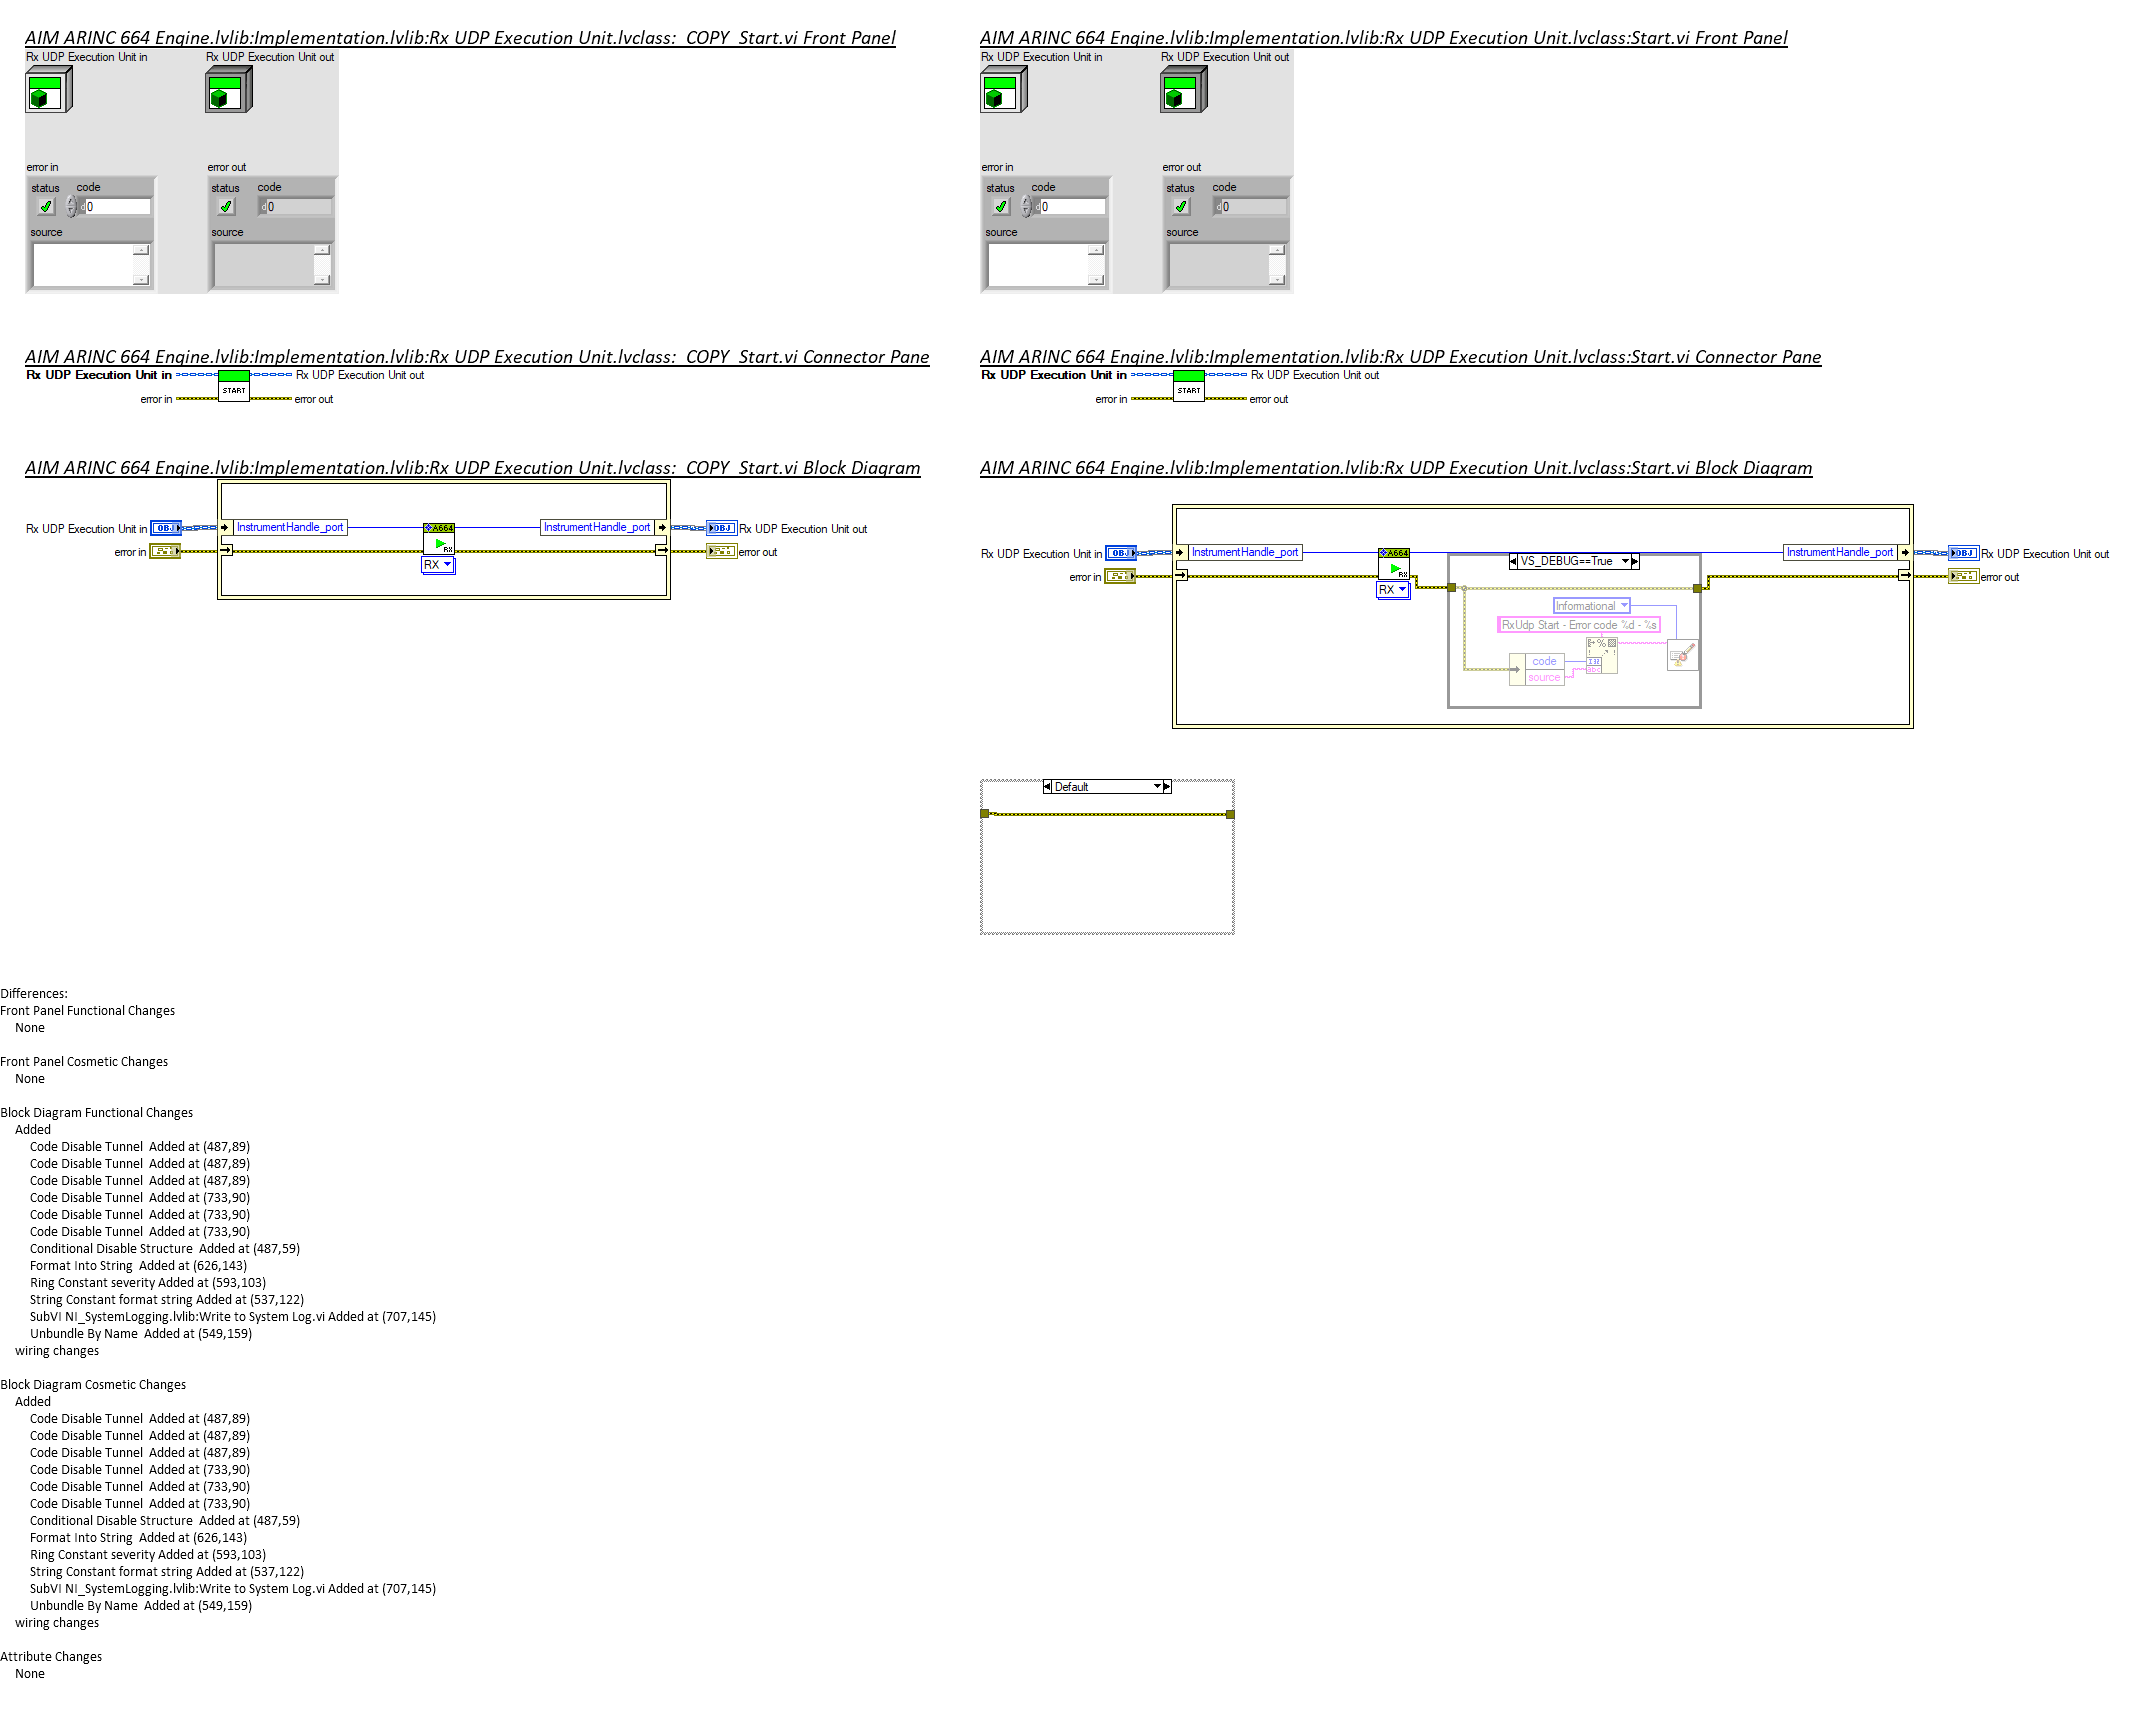 AIM ARINC 664 Engine.lvlib:Implementation.lvlib:Rx UDP Execution Unit.lvclass:_COPY_Start.vi Front Panel
Rx UDP Execution Unit in
Rx UDP Execution Unit out
error in
error out
status code
0
source
status code
0
source
AIM ARINC 664 Engine.lvlib:Implementation.lvlib:Rx UDP Execution Unit.lvclass:Start.vi Front Panel
Rx UDP Execution Unit in
Rx UDP Execution Unit out
error in
error out
status code
0
source
status code
0
source
AIM ARINC 664 Engine.lvlib:Implementation.lvlib:Rx UDP Execution Unit.lvclass:_COPY_Start.vi Connector Pane
Rx UDP Execution Unit in
START
Rx UDP Execution Unit out
error in
error out
AIM ARINC 664 Engine.lvlib:Implementation.lvlib:Rx UDP Execution Unit.lvclass:Start.vi Connector Pane
Rx UDP Execution Unit in
START
Rx UDP Execution Unit out
error in
error out
AIM ARINC 664 Engine.lvlib:Implementation.lvlib:Rx UDP Execution Unit.lvclass:_COPY_Start.vi Block Diagram
Rx UDP Execution Unit in
OBJ
InstrumentHandle_port
A664
RX
InstrumentHandle_port
OBJ
Rx UDP Execution Unit out
error in
RX
error out
AIM ARINC 664 Engine.lvlib:Implementation.lvlib:Rx UDP Execution Unit.lvclass:Start.vi Block Diagram
Rx UDP Execution Unit in
OBJ
InstrumentHandle_port
A664
RX
InstrumentHandle_port
OBJ
Rx UDP Execution Unit out
error in
RX
error out
VS_DEBUG==True
Informational
RxUdp Start - Error code %d - %s
code
source
I32
abc
Default
Differences:
Front Panel Functional Changes
None
Front Panel Cosmetic Changes
None
Block Diagram Functional Changes
Added
Code Disable Tunnel  Added at (487,89)
Code Disable Tunnel  Added at (487,89)
Code Disable Tunnel  Added at (487,89)
Code Disable Tunnel  Added at (733,90)
Code Disable Tunnel  Added at (733,90)
Code Disable Tunnel  Added at (733,90)
Conditional Disable Structure  Added at (487,59)
Format Into String  Added at (626,143)
Ring Constant severity Added at (593,103)
String Constant format string Added at (537,122)
SubVI NI_SystemLogging.lvlib:Write to System Log.vi Added at (707,145)
Unbundle By Name  Added at (549,159)
wiring changes
Block Diagram Cosmetic Changes
Added
Code Disable Tunnel  Added at (487,89)
Code Disable Tunnel  Added at (487,89)
Code Disable Tunnel  Added at (487,89)
Code Disable Tunnel  Added at (733,90)
Code Disable Tunnel  Added at (733,90)
Code Disable Tunnel  Added at (733,90)
Conditional Disable Structure  Added at (487,59)
Format Into String  Added at (626,143)
Ring Constant severity Added at (593,103)
String Constant format string Added at (537,122)
SubVI NI_SystemLogging.lvlib:Write to System Log.vi Added at (707,145)
Unbundle By Name  Added at (549,159)
wiring changes
Attribute Changes
None